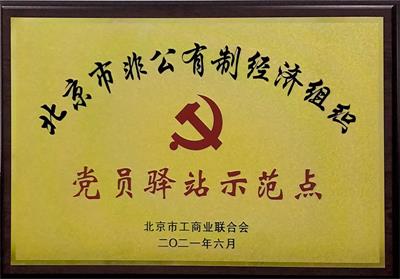 北京市非公有制经济组织
党员驿站示范点
北京市工商业联合会
二〇二一年六月